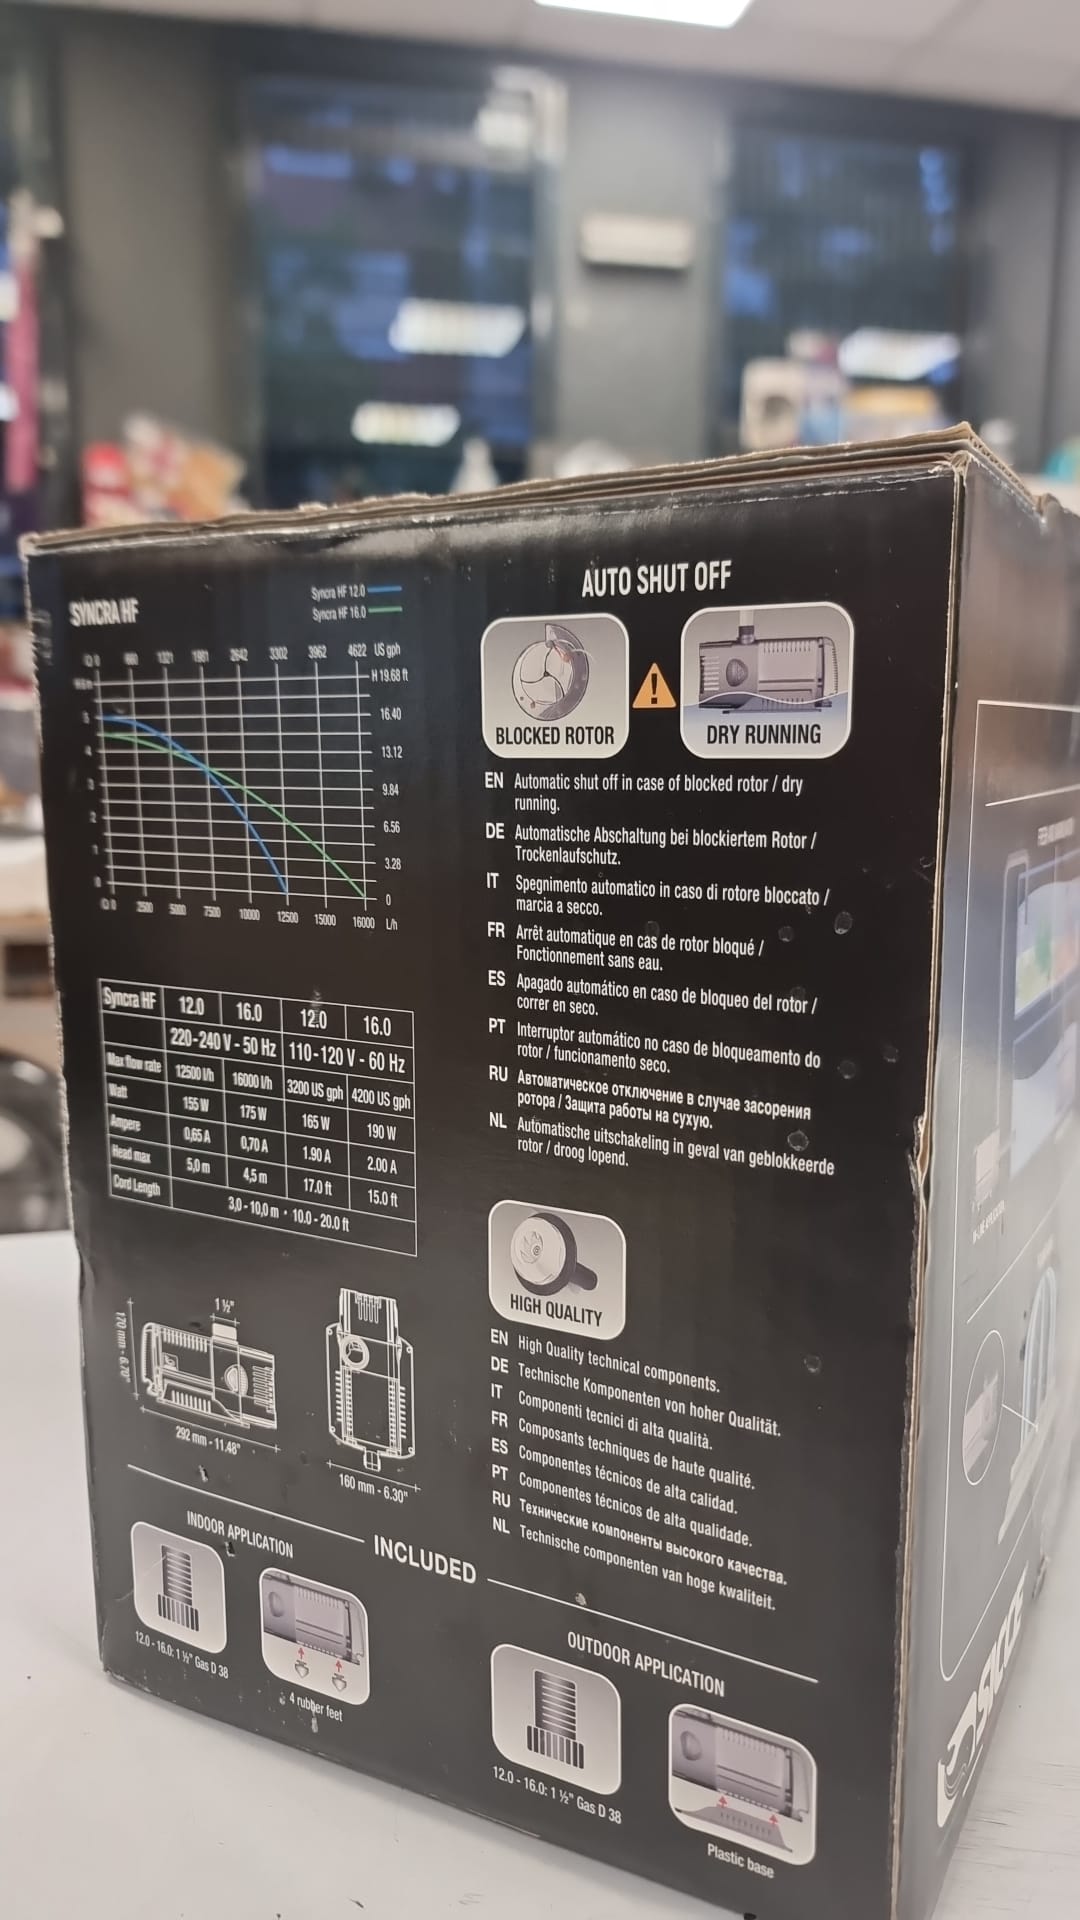 SYNCRA HF
Syncra HF 12.0
Syncra HF 16.0
Q 0 660 1321 1981 2642 3302 3962 4622 US gph
H 19.68 ft
5 16.40
4 13.12
3 9.84
2 6.56
1 3.28
0 0
Q 0 2500 5000 7500 10000 12500 15000 16000 L/h
Syncra HF 12.0 16.0 12.0 16.0
220-240 V - 50 Hz 110-120 V - 60 Hz
Max flow rate 12500 l/h 16000 l/h 3200 US gph 4200 US gph
Watt 155 W 175 W 165 W 190 W
Ampere 0,65 A 0,70 A 1.90 A 2.00 A
Head max 5,0 m 4,5 m 17.0 ft 15.0 ft
Cord Length 3,0 - 10,0 m • 10.0 - 20.0 ft
1 ½"
170 mm - 6.70"
292 mm - 11.48"
160 mm - 6.30"
AUTO SHUT OFF
BLOCKED ROTOR
DRY RUNNING
EN Automatic shut off in case of blocked rotor / dry
running.
DE Automatische Abschaltung bei blockiertem Rotor /
Trockenlaufschutz.
IT Spegnimento automatico in caso di rotore bloccato /
marcia a secco.
FR Arrêt automatique en cas de rotor bloqué /
Fonctionnement sans eau.
ES Apagado automático en caso de bloqueo del rotor /
correr en seco.
PT Interruptor automático no caso de bloqueamento do
rotor / funcionamento seco.
RU Автоматическое отключение в случае засорения
ротора / Защита работы на сухую.
NL Automatische uitschakeling in geval van geblokkeerde
rotor / droog lopend.
HIGH QUALITY
EN High Quality technical components.
DE Technische Komponenten von hoher Qualität.
IT Componenti tecnici di alta qualità.
FR Composants techniques de haute qualité.
ES Componentes técnicos de alta calidad.
PT Componentes técnicos de alta qualidade.
RU Технические компоненты высокого качества.
NL Technische componenten van hoge kwaliteit.
INCLUDED
INDOOR APPLICATION
12.0 - 16.0: 1 ½" Gas D 38
4 rubber feet
OUTDOOR APPLICATION
12.0 - 16.0: 1 ½" Gas D 38
Plastic base
IN-LINE APPLICATION
sicce